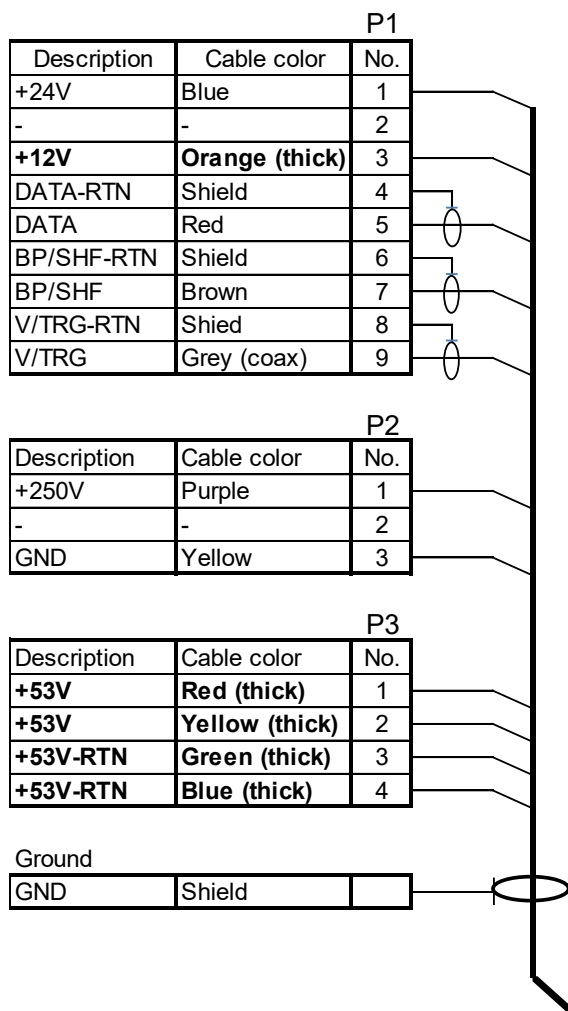 P1
Description Cable color No.
+24V Blue 1
- - 2
+12V Orange (thick) 3
DATA-RTN Shield 4
DATA Red 5
BP/SHF-RTN Shield 6
BP/SHF Brown 7
V/TRG-RTN Shied 8
V/TRG Grey (coax) 9
P2
Description Cable color No.
+250V Purple 1
- - 2
GND Yellow 3
P3
Description Cable color No.
+53V Red (thick) 1
+53V Yellow (thick) 2
+53V-RTN Green (thick) 3
+53V-RTN Blue (thick) 4
Ground
GND Shield